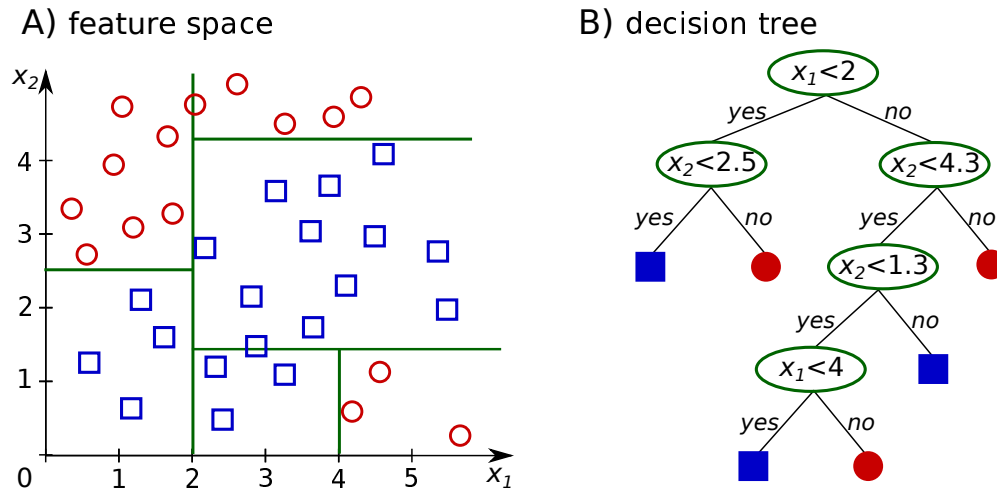 A) feature space
x₂
4
3
2
1
0
1 2 3 4 5
x₁
B) decision tree
x₁<2
yes no
x₂<2.5 x₂<4.3
yes no yes no
x₂<1.3
yes no
x₁<4
yes no